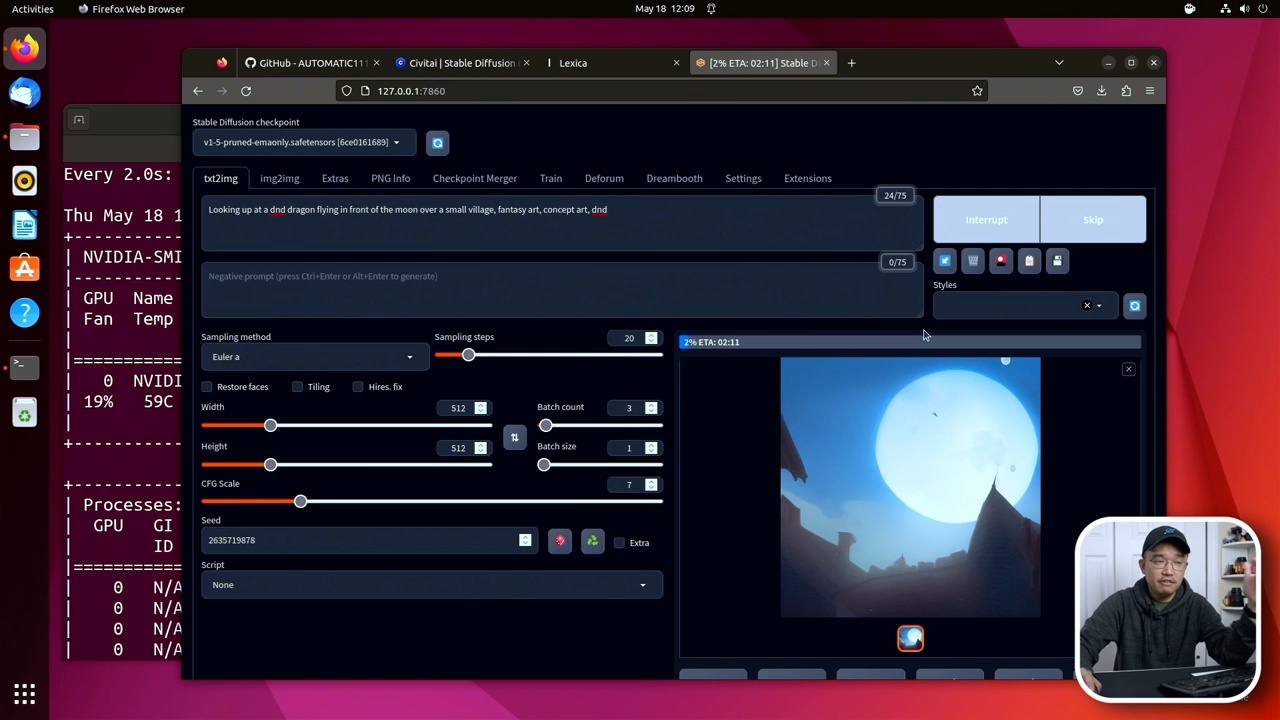 Activities
Firefox Web Browser
May 18 12:09
GitHub - AUTOMATIC111
Civitai | Stable Diffusion
Lexica
[2% ETA: 02:11] Stable D
127.0.0.1:7860
Every 2.0s:
Thu May 18 1
NVIDIA-SMI
GPU Name
Fan Temp
0 NVIDI
19% 59C
Processes:
GPU GI
ID
0 N/A
0 N/A
0 N/A
0 N/A
Stable Diffusion checkpoint
v1-5-pruned-emaonly.safetensors [6ce0161689]
txt2img
img2img
Extras
PNG Info
Checkpoint Merger
Train
Deforum
Dreambooth
Settings
Extensions
24/75
Looking up at a dnd dragon flying in front of the moon over a small village, fantasy art, concept art, dnd
Interrupt
Skip
0/75
Negative prompt (press Ctrl+Enter or Alt+Enter to generate)
Styles
Sampling method
Euler a
Sampling steps
20
2% ETA: 02:11
Restore faces
Tiling
Hires. fix
Width
512
Batch count
3
Height
512
Batch size
1
CFG Scale
7
Seed
2635719878
Extra
Script
None